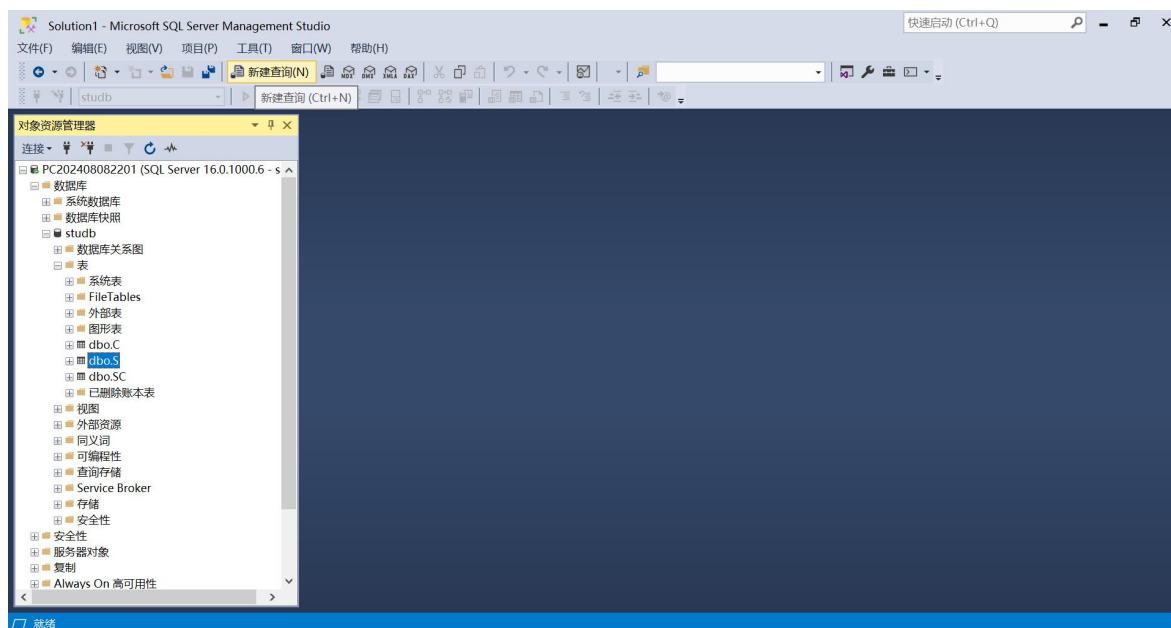 Solution1 - Microsoft SQL Server Management Studio
快速启动 (Ctrl+Q)
文件(F) 编辑(E) 视图(V) 项目(P) 工具(T) 窗口(W) 帮助(H)
新建查询(N) MDX DMX XMLA DAX
studb 新建查询 (Ctrl+N)
对象资源管理器
连接
PC202408082201 (SQL Server 16.0.1000.6 - s
数据库
系统数据库
数据库快照
studb
数据库关系图
表
系统表
FileTables
外部表
图形表
dbo.C
dbo.S
dbo.SC
已删除账本表
视图
外部资源
同义词
可编程性
查询存储
Service Broker
存储
安全性
安全性
服务器对象
复制
Always On 高可用性
就绪